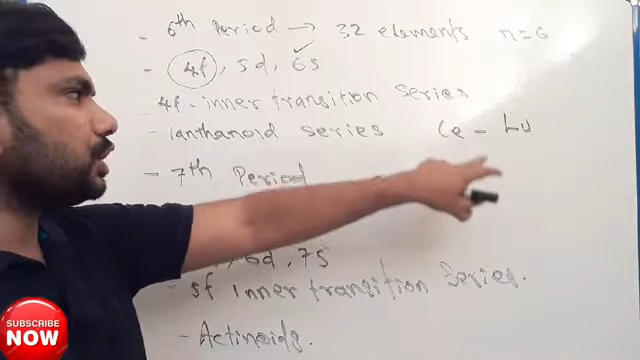 - 6th Period → 32 elements n=6
- 4f, 5d, 6s
4f - inner transition series
- lanthanoid series Ce - Lu
- 7th Period
6d, 7s
- 5f inner transition Series.
- Actinoids.
SUBSCRIBE
NOW